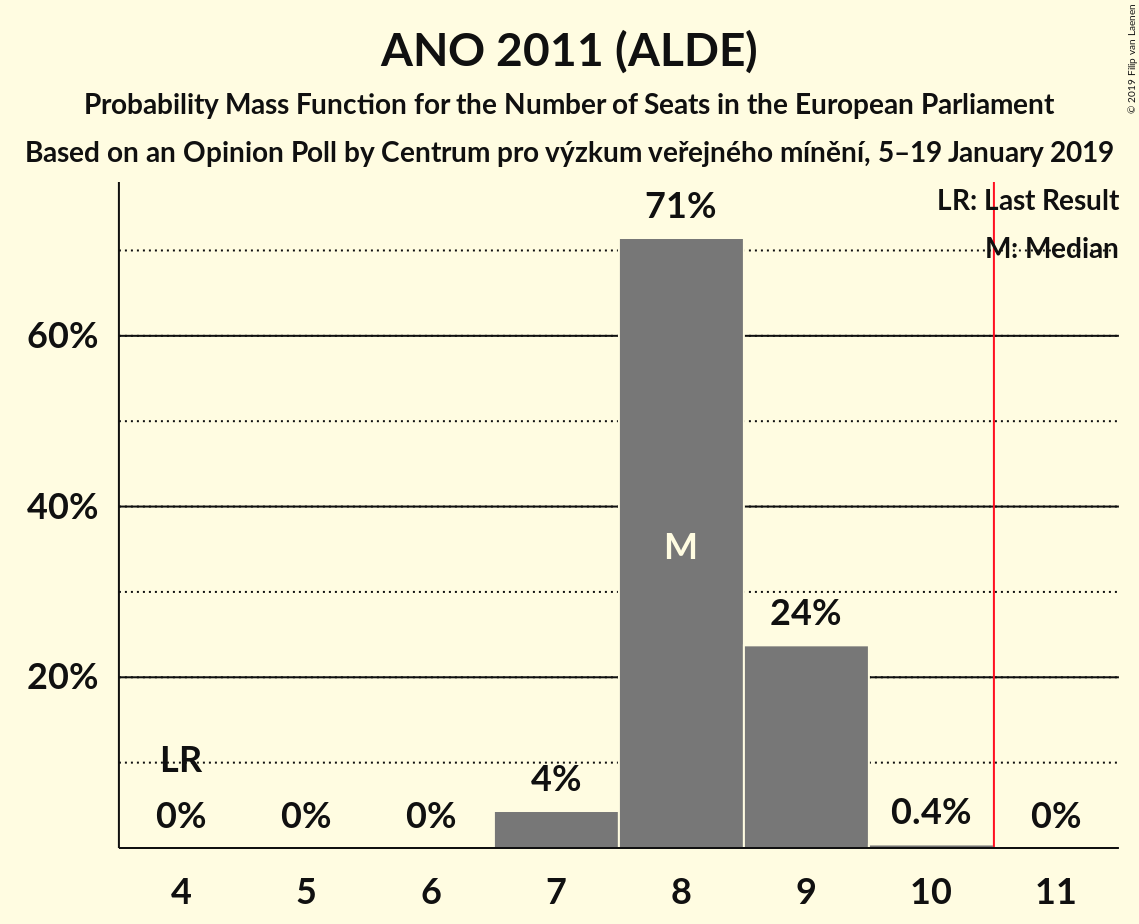 ANO 2011 (ALDE)
Probability Mass Function for the Number of Seats in the European Parliament
Based on an Opinion Poll by Centrum pro výzkum veřejného mínění, 5–19 January 2019
© 2019 Filip van Laenen
LR: Last Result
M: Median
71%
60%
40%
M
24%
20%
LR
4%
0% 0% 0% 0.4% 0%
4 5 6 7 8 9 10 11